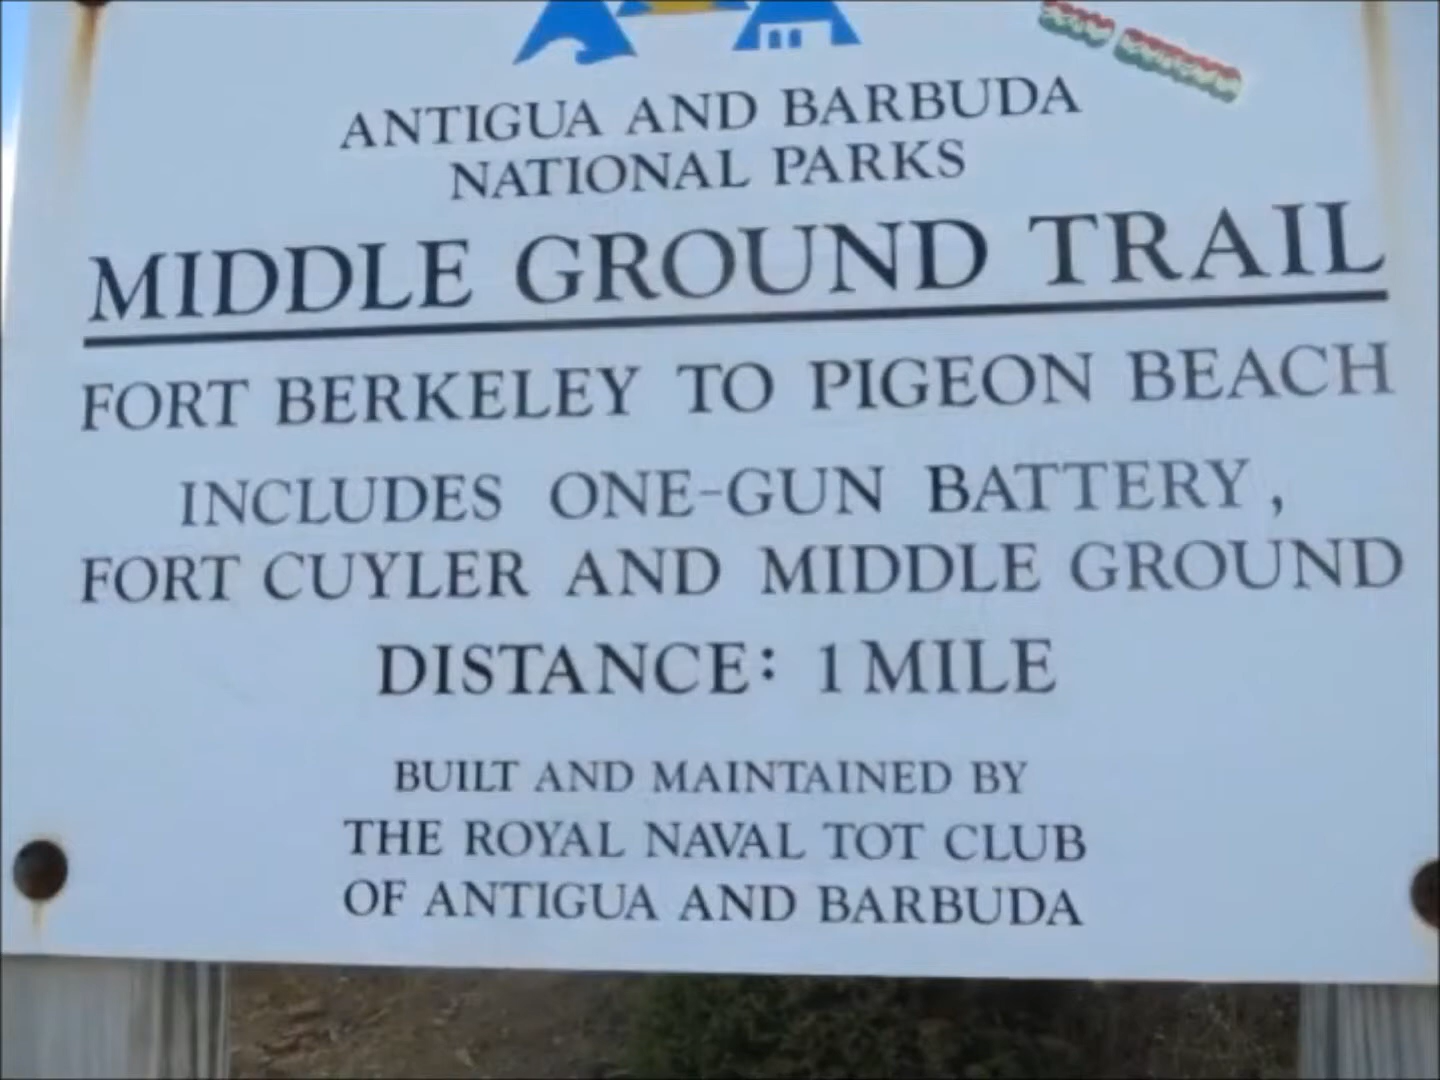 ANTIGUA AND BARBUDA
NATIONAL PARKS
MIDDLE GROUND TRAIL
FORT BERKELEY TO PIGEON BEACH
INCLUDES ONE-GUN BATTERY,
FORT CUYLER AND MIDDLE GROUND
DISTANCE: 1 MILE
BUILT AND MAINTAINED BY
THE ROYAL NAVAL TOT CLUB
OF ANTIGUA AND BARBUDA